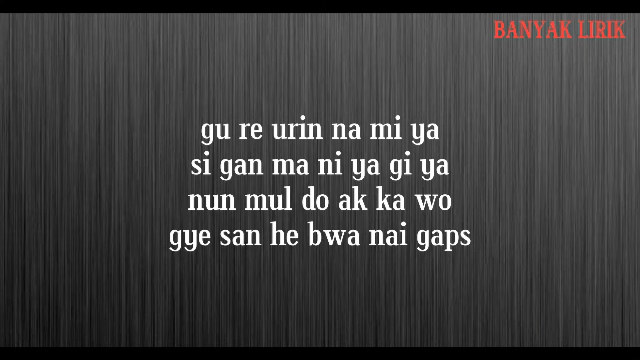 BANYAK LIRIK
gu re urin na mi ya
si gan ma ni ya gi ya
nun mul do ak ka wo
gye san he bwa nai gaps